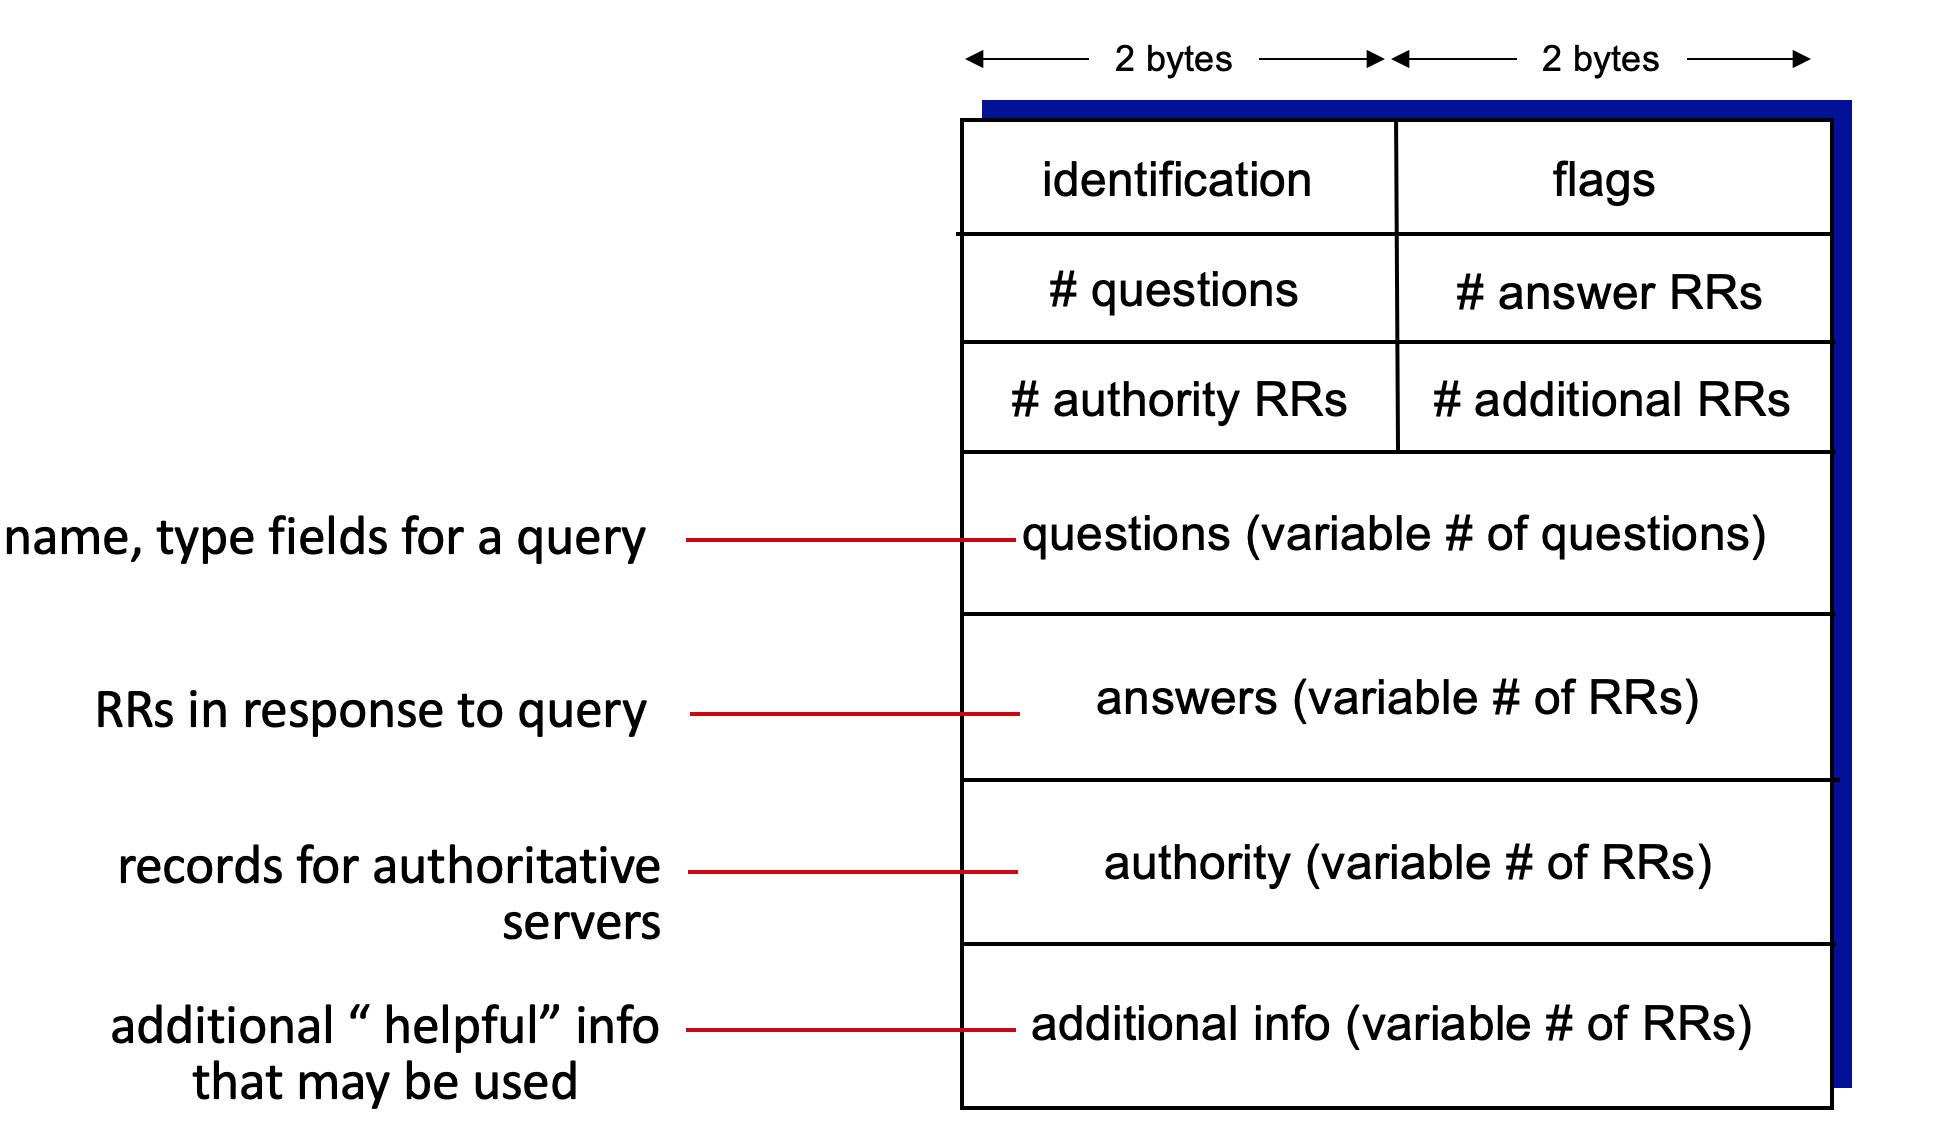 2 bytes 2 bytes
identification flags
# questions # answer RRs
# authority RRs # additional RRs
name, type fields for a query questions (variable # of questions)
RRs in response to query answers (variable # of RRs)
records for authoritative
servers
authority (variable # of RRs)
additional “ helpful” info
that may be used
additional info (variable # of RRs)